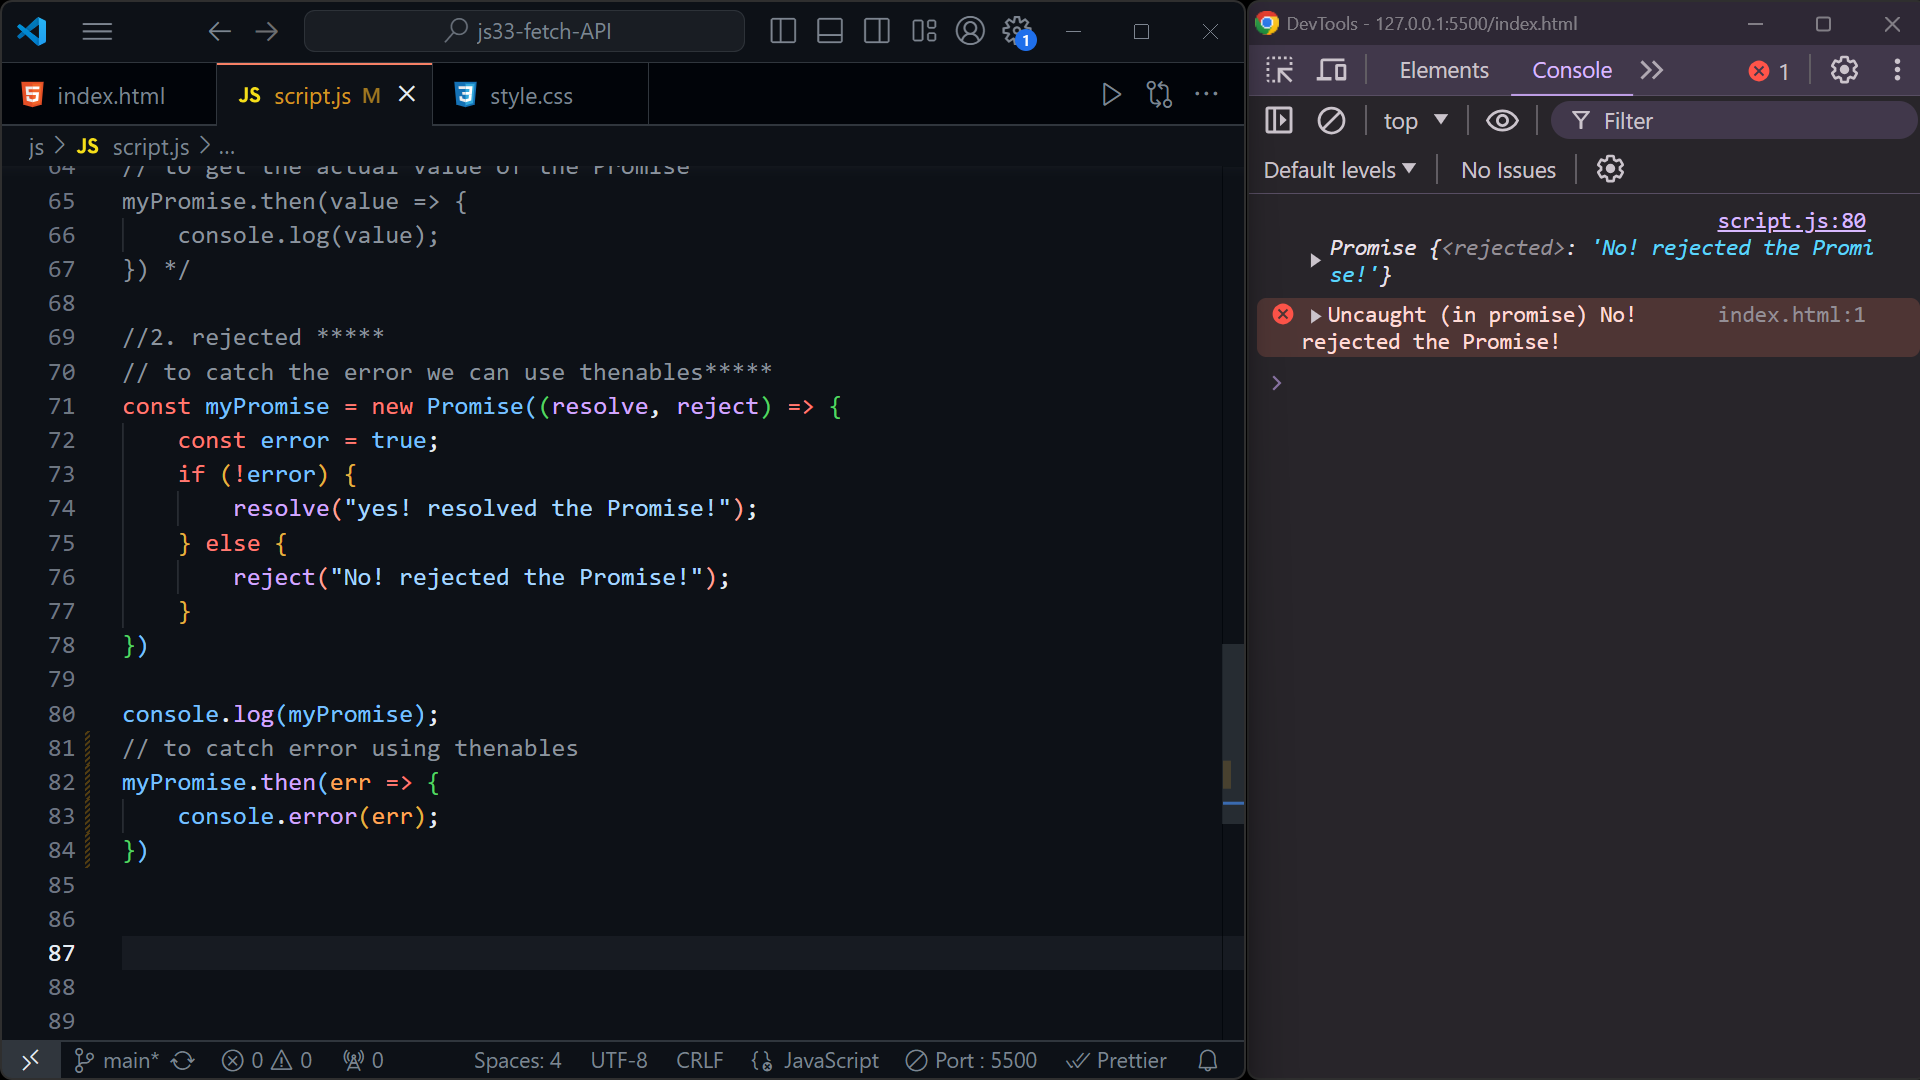 js33-fetch-API
1
index.html
JS script.js M
style.css
js > JS script.js > ...
64 // to get the actual value of the Promise
65 myPromise.then(value => {
66 console.log(value);
67 }) */
68
69 //2. rejected *****
70 // to catch the error we can use thenables*****
71 const myPromise = new Promise((resolve, reject) => {
72 const error = true;
73 if (!error) {
74 resolve("yes! resolved the Promise!");
75 } else {
76 reject("No! rejected the Promise!");
77 }
78 })
79
80 console.log(myPromise);
81 // to catch error using thenables
82 myPromise.then(err => {
83 console.error(err);
84 })
85
86
87
88
89
main* 0 0 0 Spaces: 4 UTF-8 CRLF JavaScript Port : 5500 Prettier
DevTools - 127.0.0.1:5500/index.html
Elements Console 1
top Filter
Default levels No Issues
script.js:80
Promise {<rejected>: 'No! rejected the Promi
se!'}
Uncaught (in promise) No! index.html:1
rejected the Promise!